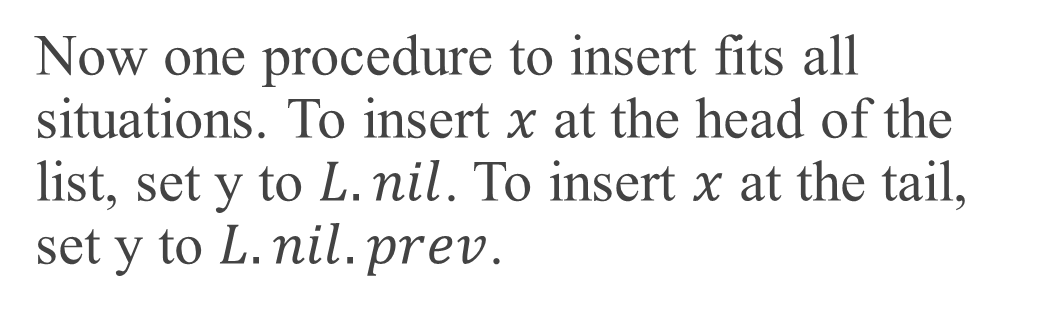 Now one procedure to insert fits all
situations. To insert x at the head of the
list, set y to L.nil. To insert x at the tail,
set y to L.nil.prev.